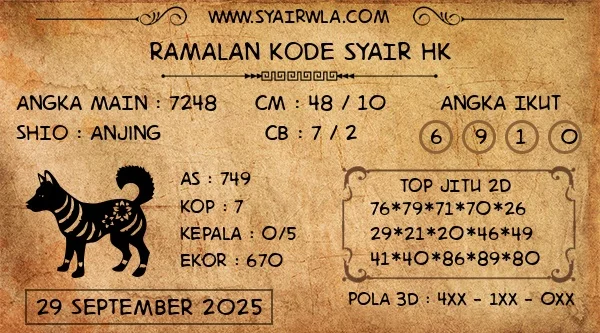 WWW.SYAIRWLA.COM
RAMALAN KODE SYAIR HK
ANGKA MAIN : 7248 CM : 48 / 10 ANGKA IKUT
SHIO : ANJING CB : 7 / 2 6 9 1 0
AS : 749
KOP : 7
KEPALA : 0/5
EKOR : 670
TOP JITU 2D
76*79*71*70*26
29*21*20*46*49
41*40*86*89*80
29 SEPTEMBER 2025
POLA 3D : 4XX - 1XX - 0XX